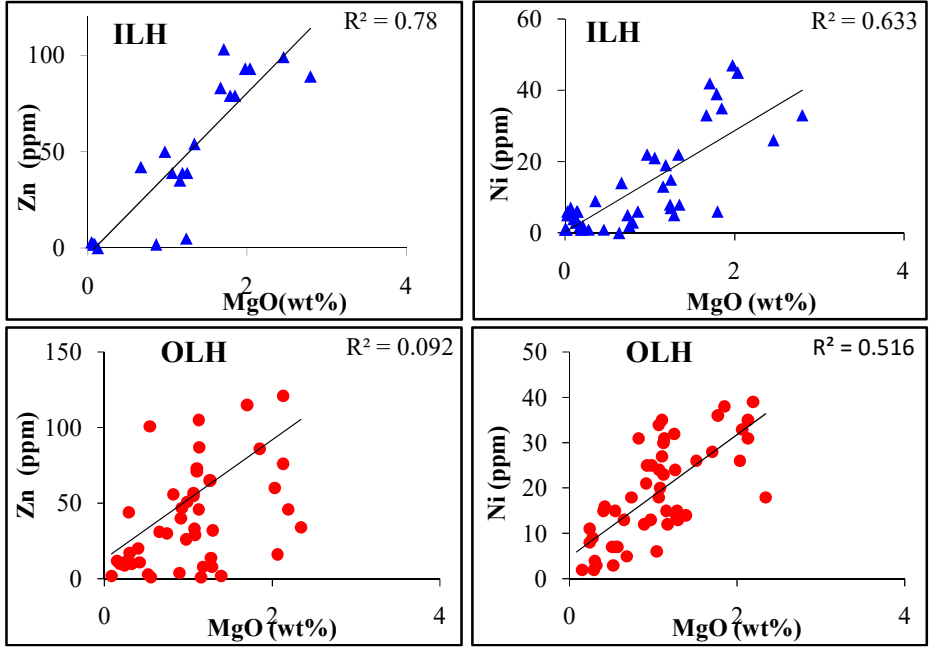 ILH
R² = 0.78
100
50
0
Zn (ppm)
0
2
4
MgO(wt%)
ILH
R² = 0.633
60
40
20
0
Ni (ppm)
0
2
4
MgO (wt%)
OLH
R² = 0.092
150
100
50
0
Zn (ppm)
0
2
4
MgO (wt%)
OLH
R² = 0.516
50
40
30
20
10
0
Ni (ppm)
0
2
4
MgO (wt%)